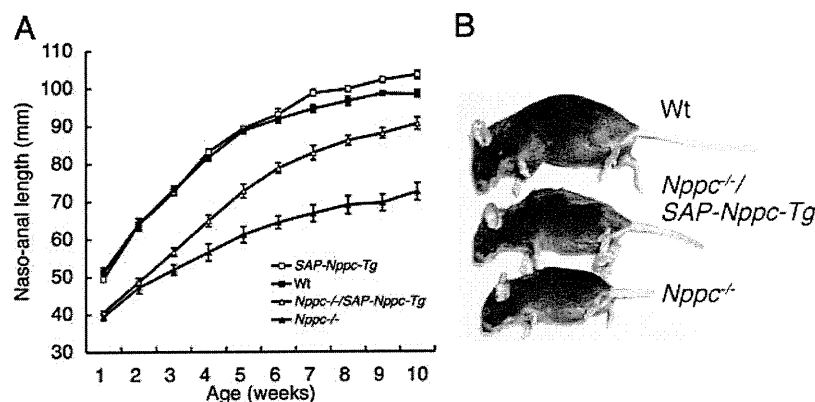 A
Naso-anal length (mm)
110
100
90
80
70
60
50
40
30
SAP-Nppc-Tg
Wt
Nppc-/-/SAP-Nppc-Tg
Nppc-/-
1 2 3 4 5 6 7 8 9 10
Age (weeks)
B
Wt
Nppc-/-/
SAP-Nppc-Tg
Nppc-/-